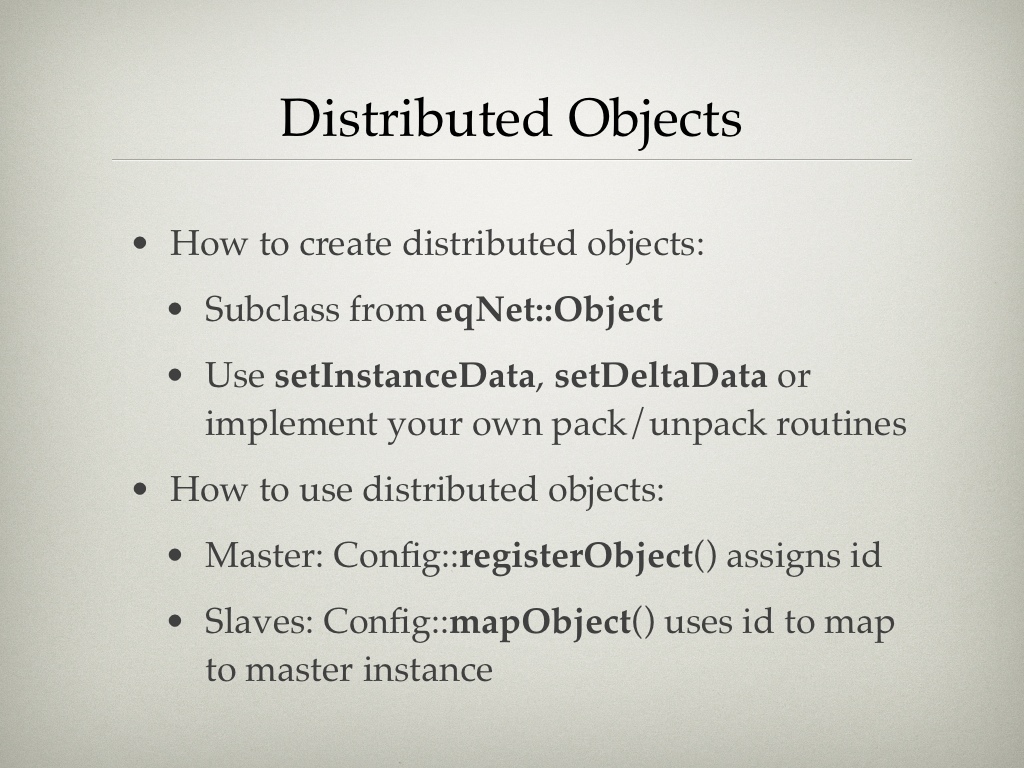 Distributed Objects
• How to create distributed objects:
• Subclass from eqNet::Object
• Use setInstanceData, setDeltaData or
implement your own pack/unpack routines
• How to use distributed objects:
• Master: Config::registerObject() assigns id
• Slaves: Config::mapObject() uses id to map
to master instance